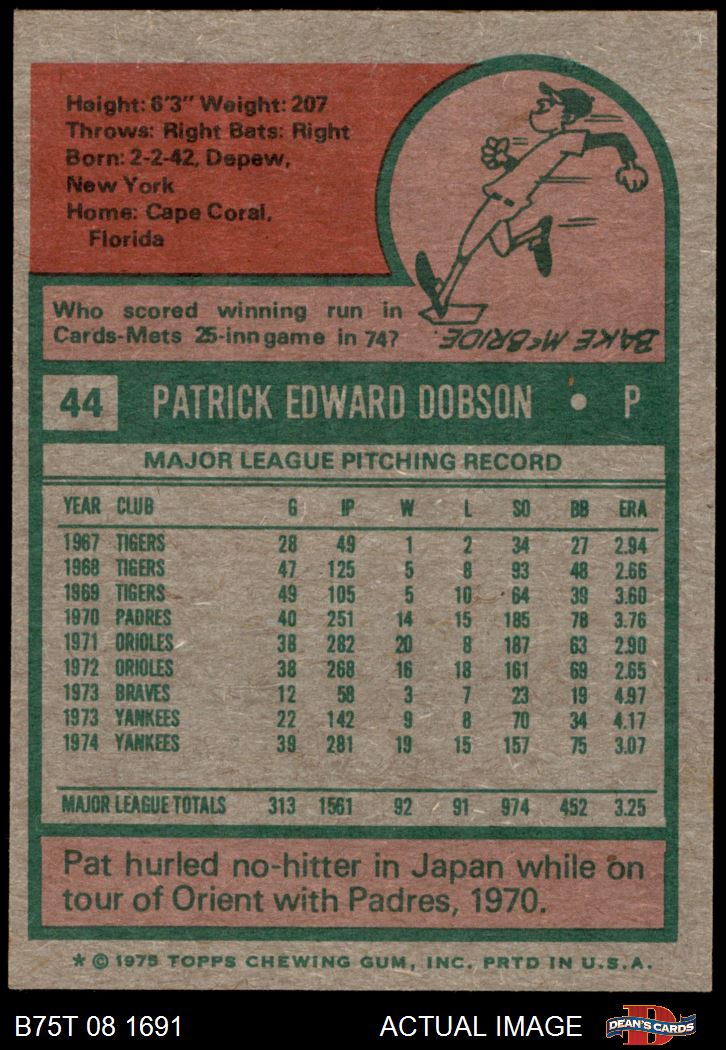 Height: 6'3" Weight: 207
Throws: Right Bats: Right
Born: 2-2-42, Depew,
New York
Home: Cape Coral,
Florida
Who scored winning run in
Cards-Mets 25-inn game in 74?
BAKE McBRIDE.
44 PATRICK EDWARD DOBSON • P
MAJOR LEAGUE PITCHING RECORD
YEAR CLUB G IP W L SO BB ERA
1967 TIGERS 28 49 1 2 34 27 2.94
1968 TIGERS 47 125 5 8 93 48 2.66
1969 TIGERS 49 105 5 10 64 39 3.60
1970 PADRES 40 251 14 15 185 78 3.76
1971 ORIOLES 38 282 20 8 187 63 2.90
1972 ORIOLES 38 268 16 18 161 69 2.65
1973 BRAVES 12 58 3 7 23 19 4.97
1973 YANKEES 22 142 9 8 70 34 4.17
1974 YANKEES 39 281 19 15 157 75 3.07
MAJOR LEAGUE TOTALS 313 1561 92 91 974 452 3.25
Pat hurled no-hitter in Japan while on
tour of Orient with Padres, 1970.
* © 1975 TOPPS CHEWING GUM, INC. PRTD IN U.S.A.
B75T 08 1691 ACTUAL IMAGE D DEAN'S CARDS